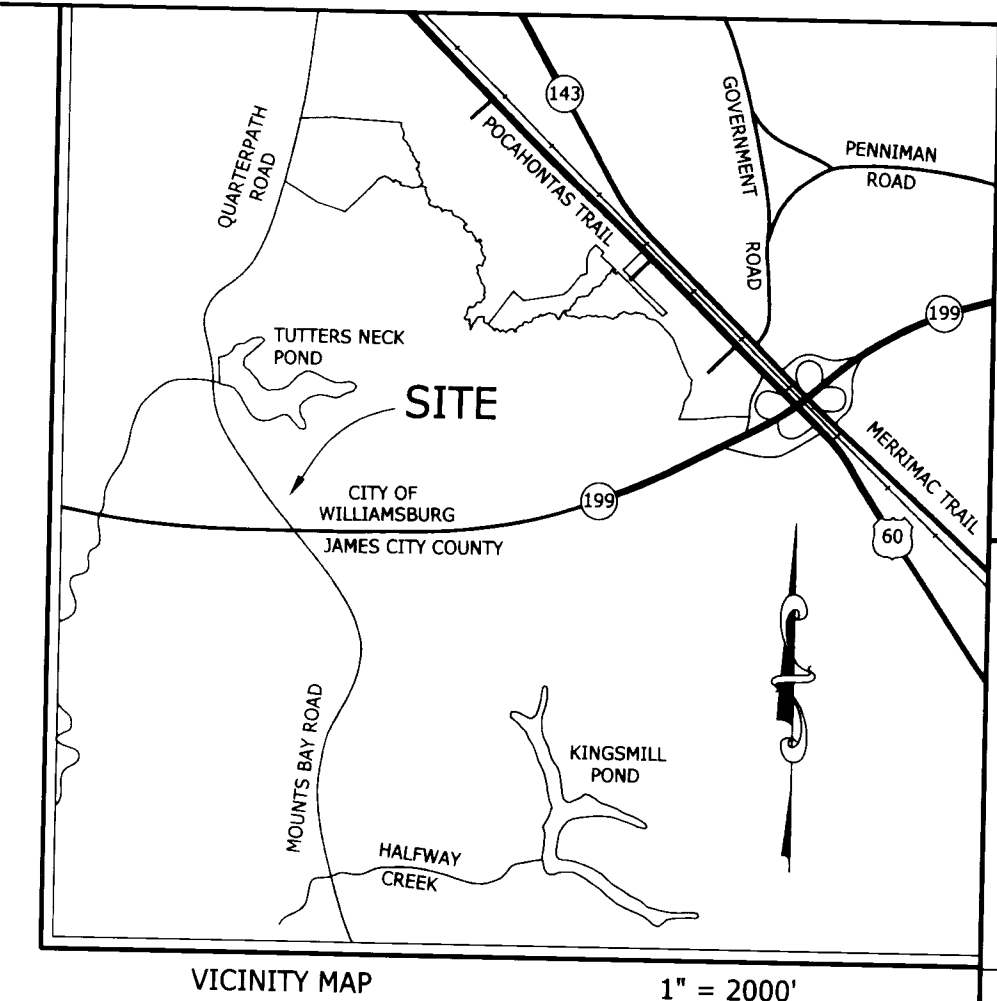 143
QUARTERPATH
ROAD
POCAHONTAS TRAIL
GOVERNMENT
ROAD
PENNIMAN
ROAD
199
TUTTERS NECK
POND
SITE
MERRIMAC TRAIL
CITY OF
WILLIAMSBURG
199
JAMES CITY COUNTY
60
MOUNTS BAY ROAD
KINGSMILL
POND
HALFWAY
CREEK
VICINITY MAP
1" = 2000'